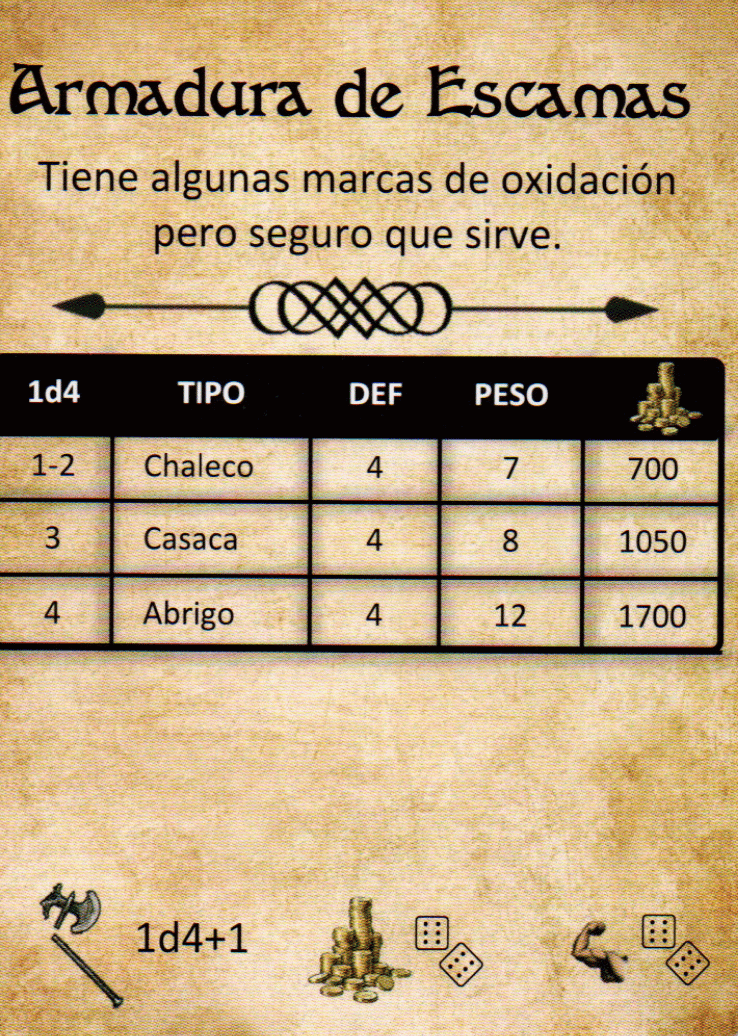 Armadura de Escamas
Tiene algunas marcas de oxidación
pero seguro que sirve.
1d4 TIPO DEF PESO
1-2 Chaleco 4 7 700
3 Casaca 4 8 1050
4 Abrigo 4 12 1700
1d4+1